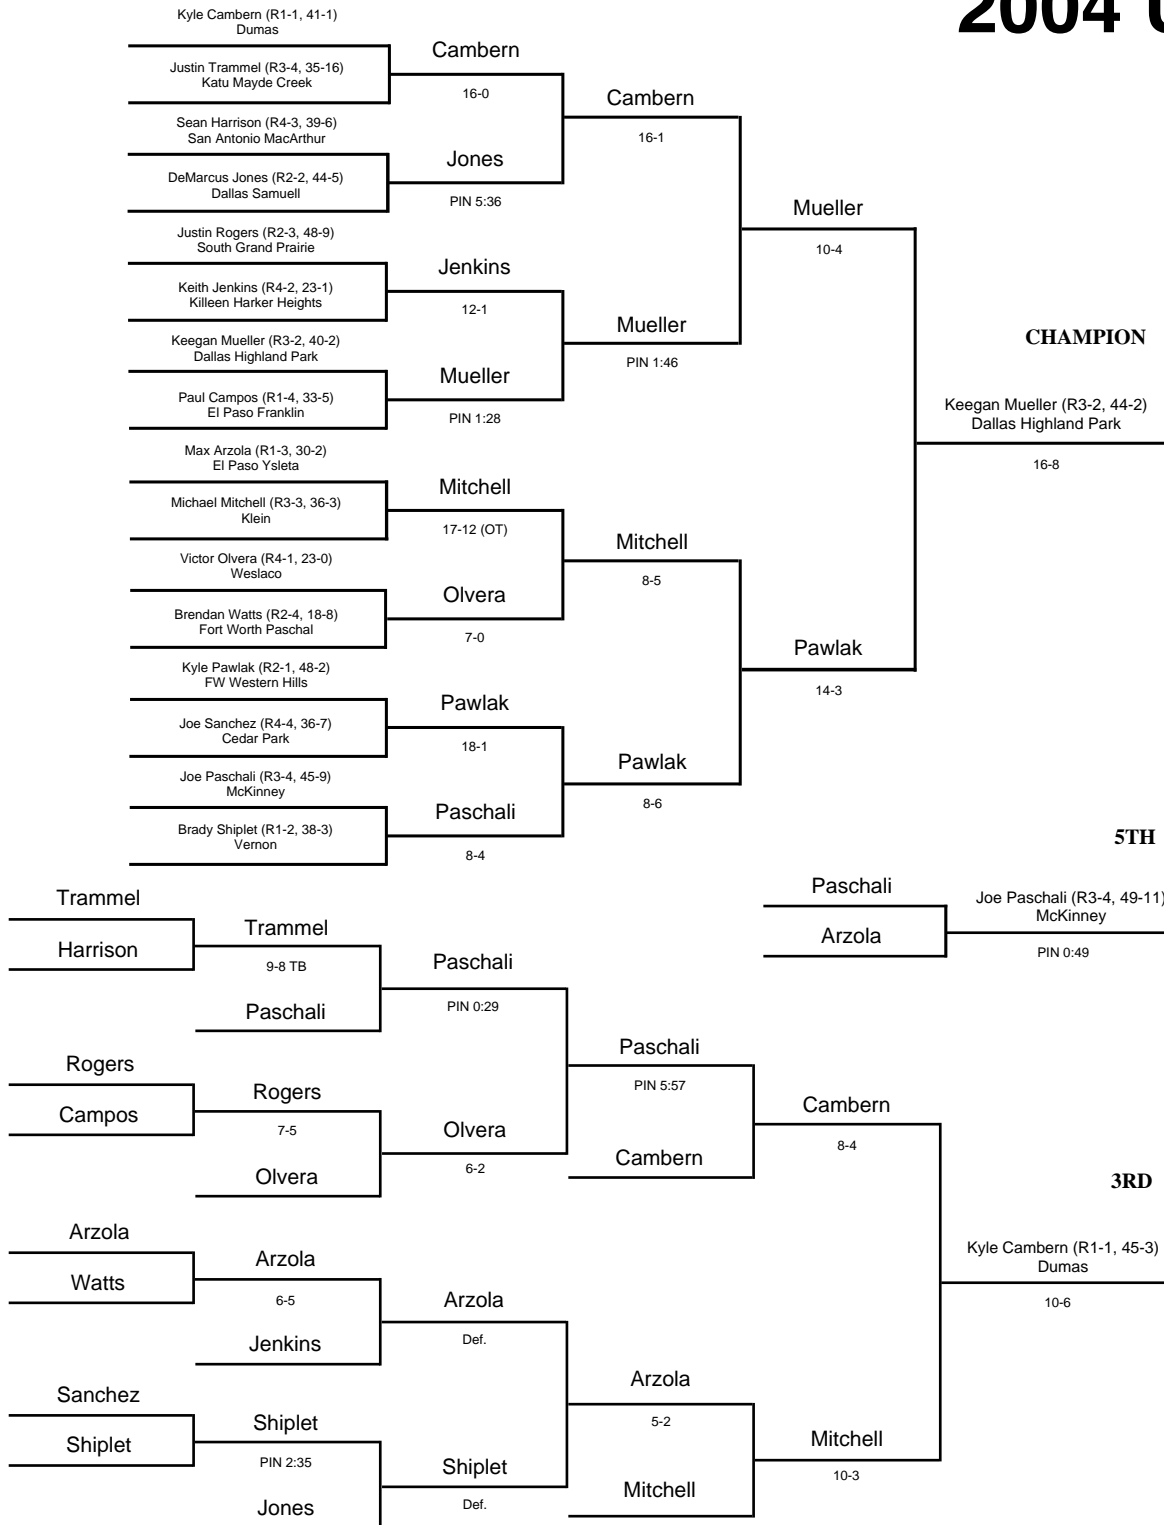 2004 U
Kyle Cambern (R1-1, 41-1)
Dumas
Justin Trammel (R3-4, 35-16)
Katu Mayde Creek
Sean Harrison (R4-3, 39-6)
San Antonio MacArthur
DeMarcus Jones (R2-2, 44-5)
Dallas Samuell
Justin Rogers (R2-3, 48-9)
South Grand Prairie
Keith Jenkins (R4-2, 23-1)
Killeen Harker Heights
Keegan Mueller (R3-2, 40-2)
Dallas Highland Park
Paul Campos (R1-4, 33-5)
El Paso Franklin
Max Arzola (R1-3, 30-2)
El Paso Ysleta
Michael Mitchell (R3-3, 36-3)
Klein
Victor Olvera (R4-1, 23-0)
Weslaco
Brendan Watts (R2-4, 18-8)
Fort Worth Paschal
Kyle Pawlak (R2-1, 48-2)
FW Western Hills
Joe Sanchez (R4-4, 36-7)
Cedar Park
Joe Paschali (R3-4, 45-9)
McKinney
Brady Shiplet (R1-2, 38-3)
Vernon
Cambern
16-0
Jones
PIN 5:36
Jenkins
12-1
Mueller
PIN 1:28
Mitchell
17-12 (OT)
Olvera
7-0
Pawlak
18-1
Paschali
8-4
Cambern
16-1
Mueller
PIN 1:46
Mitchell
8-5
Pawlak
8-6
Mueller
10-4
Pawlak
14-3
CHAMPION
Keegan Mueller (R3-2, 44-2)
Dallas Highland Park
16-8
5TH
Paschali
Arzola
Joe Paschali (R3-4, 49-11)
McKinney
PIN 0:49
Trammel
Harrison
Rogers
Campos
Arzola
Watts
Sanchez
Shiplet
Trammel
9-8 TB
Paschali
Rogers
7-5
Olvera
Arzola
6-5
Jenkins
Shiplet
PIN 2:35
Jones
Paschali
PIN 0:29
Olvera
6-2
Arzola
Def.
Shiplet
Def.
Paschali
PIN 5:57
Cambern
Arzola
5-2
Mitchell
Cambern
8-4
Mitchell
10-3
3RD
Kyle Cambern (R1-1, 45-3)
Dumas
10-6